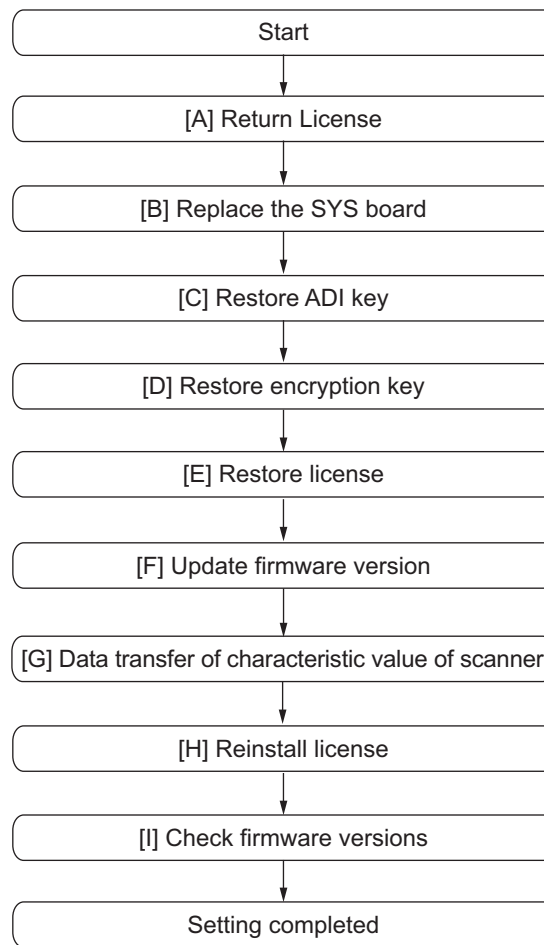 Start
[A] Return License
[B] Replace the SYS board
[C] Restore ADI key
[D] Restore encryption key
[E] Restore license
[F] Update firmware version
[G] Data transfer of characteristic value of scanner
[H] Reinstall license
[I] Check firmware versions
Setting completed